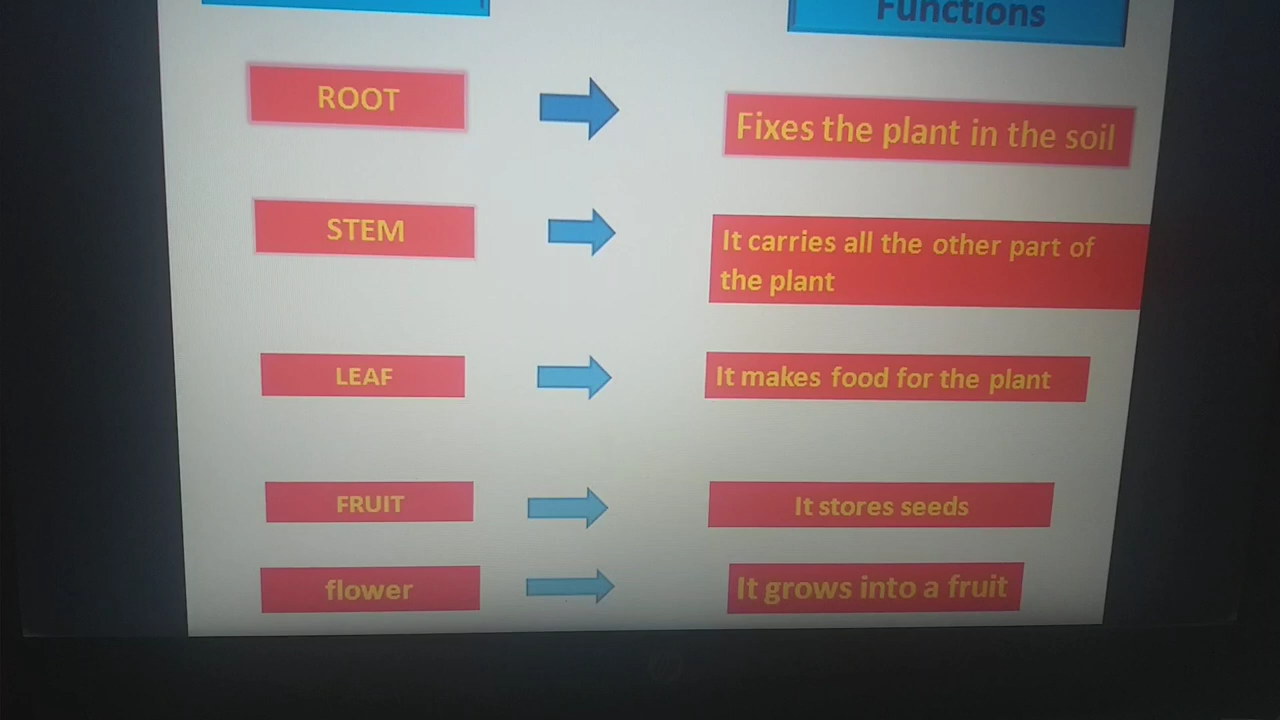 Functions
ROOT
Fixes the plant in the soil
STEM
It carries all the other part of
the plant
LEAF
It makes food for the plant
FRUIT
It stores seeds
flower
It grows into a fruit